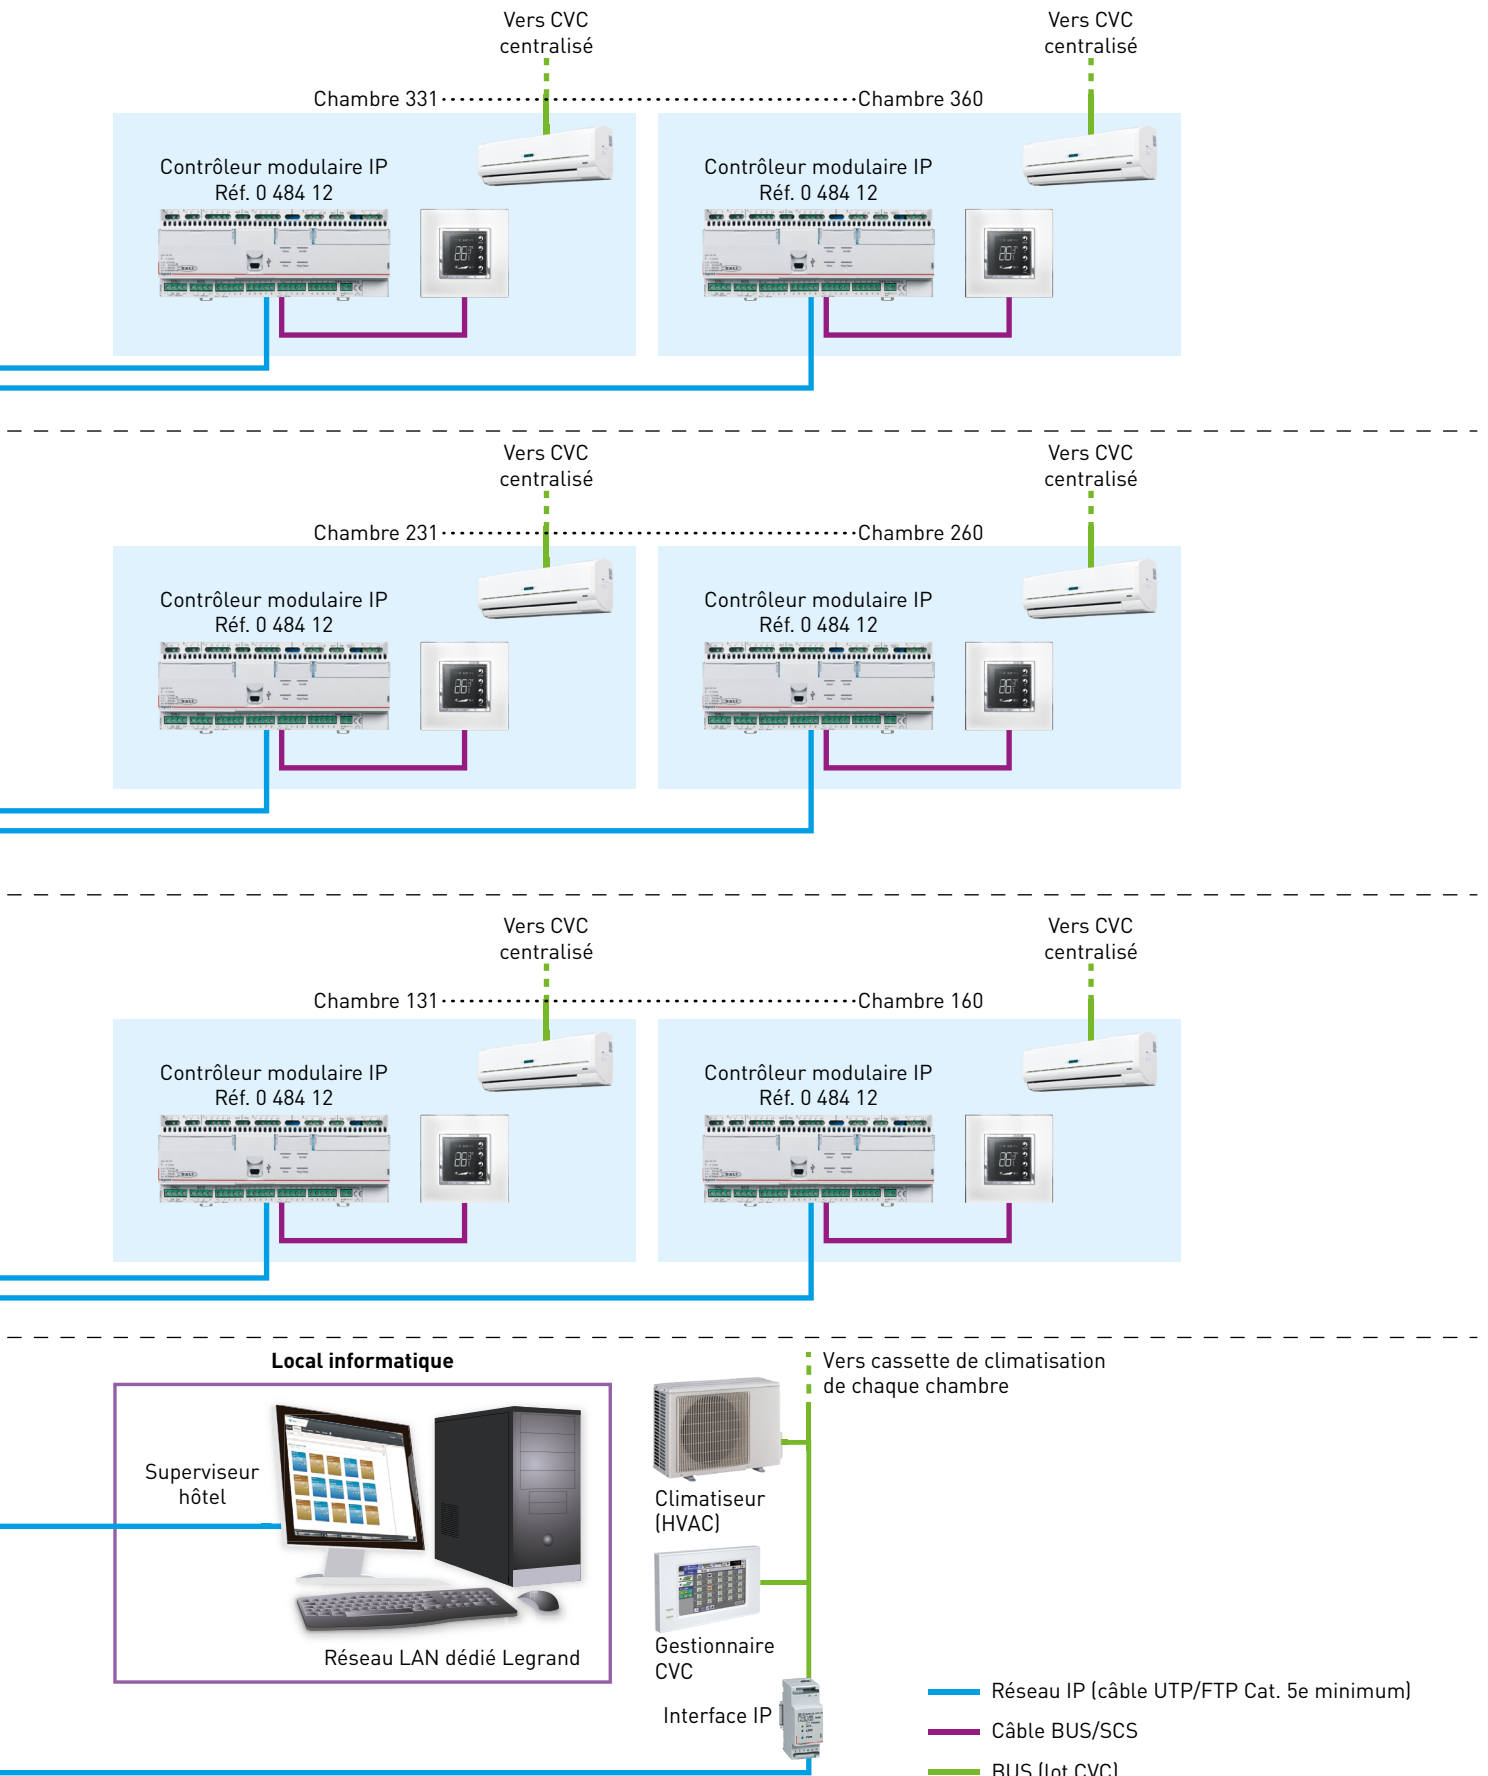 Vers CVC
centralisé
Vers CVC
centralisé
Chambre 331
Chambre 360
Contrôleur modulaire IP
Réf. 0 484 12
Contrôleur modulaire IP
Réf. 0 484 12
Vers CVC
centralisé
Vers CVC
centralisé
Chambre 231
Chambre 260
Contrôleur modulaire IP
Réf. 0 484 12
Contrôleur modulaire IP
Réf. 0 484 12
Vers CVC
centralisé
Vers CVC
centralisé
Chambre 131
Chambre 160
Contrôleur modulaire IP
Réf. 0 484 12
Contrôleur modulaire IP
Réf. 0 484 12
Local informatique
Vers cassette de climatisation
de chaque chambre
Superviseur
hôtel
Climatiseur
(HVAC)
Réseau LAN dédié Legrand
Gestionnaire
CVC
Interface IP
Réseau IP (câble UTP/FTP Cat. 5e minimum)
Câble BUS/SCS
BUS (lot CVC)